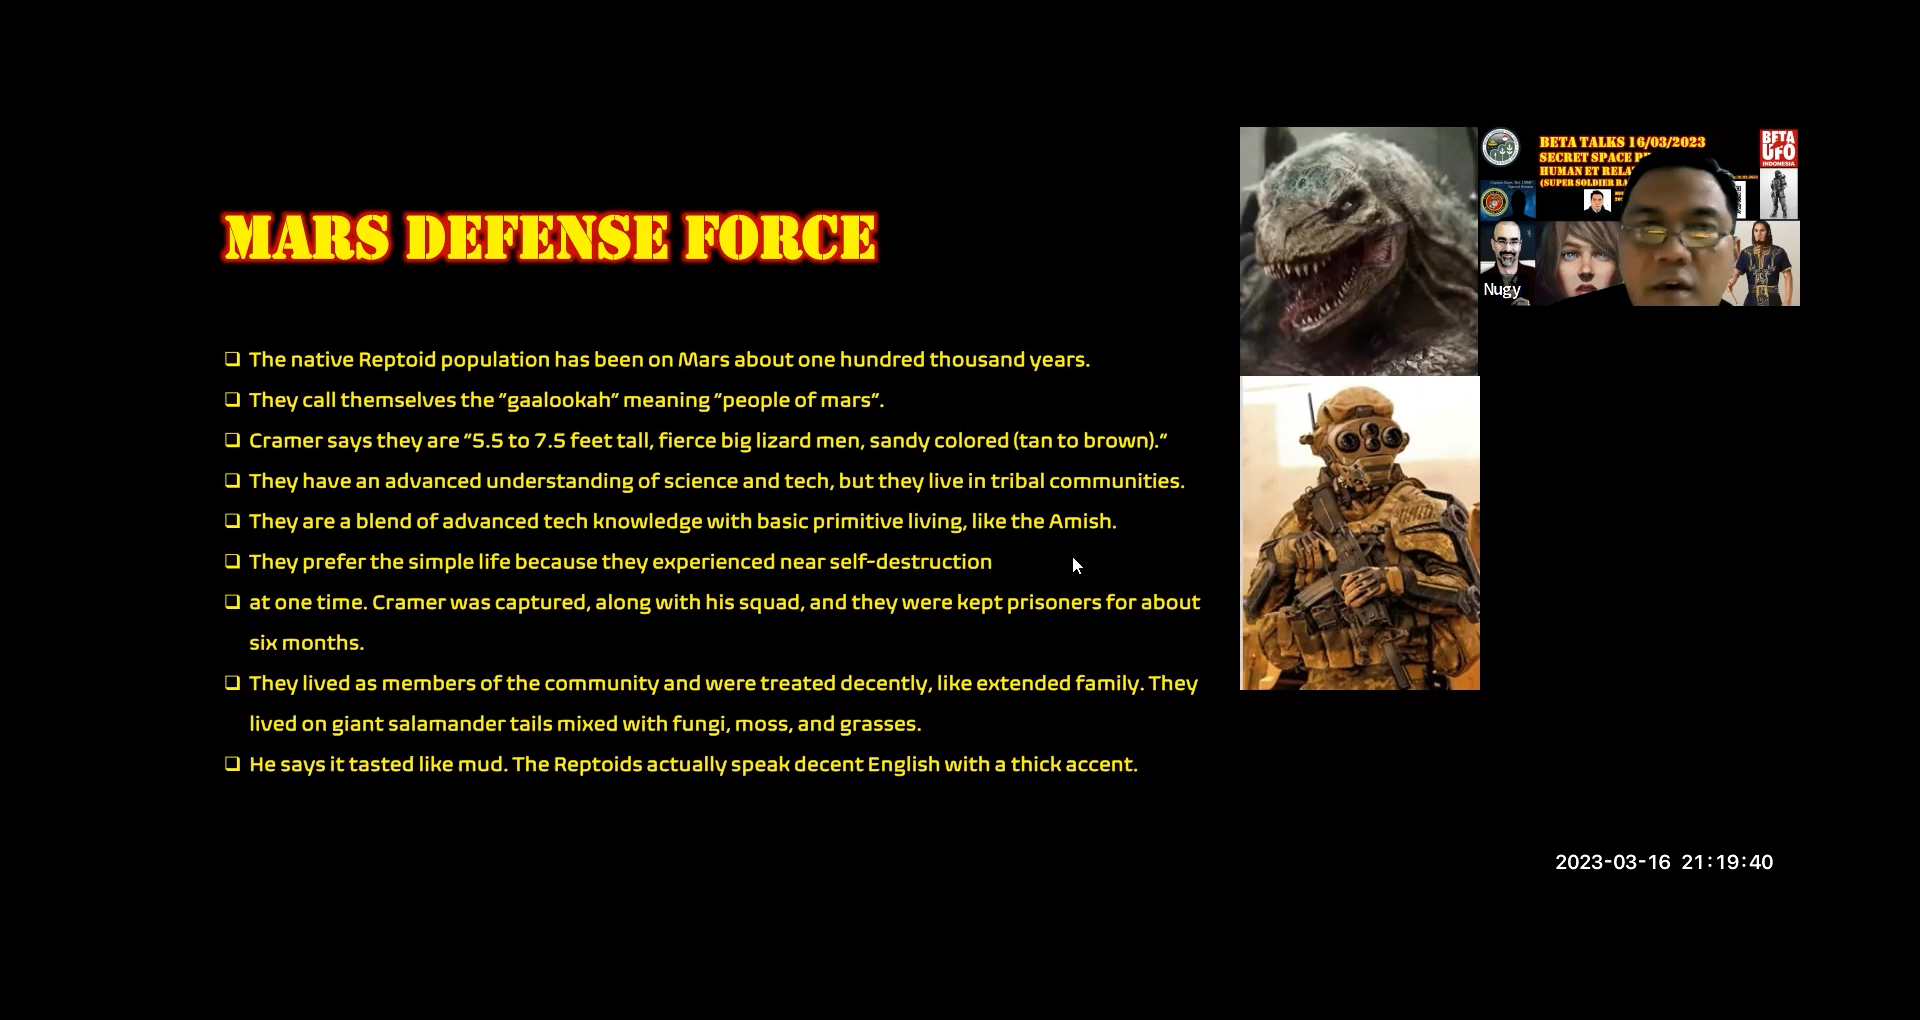 MARS DEFENSE FORCE
❑ The native Reptoid population has been on Mars about one hundred thousand years.
❑ They call themselves the “gaalookah” meaning “people of mars”.
❑ Cramer says they are “5.5 to 7.5 feet tall, fierce big lizard men, sandy colored (tan to brown).”
❑ They have an advanced understanding of science and tech, but they live in tribal communities.
❑ They are a blend of advanced tech knowledge with basic primitive living, like the Amish.
❑ They prefer the simple life because they experienced near self-destruction
❑ at one time. Cramer was captured, along with his squad, and they were kept prisoners for about
six months.
❑ They lived as members of the community and were treated decently, like extended family. They
lived on giant salamander tails mixed with fungi, moss, and grasses.
❑ He says it tasted like mud. The Reptoids actually speak decent English with a thick accent.
BETA TALKS 16/03/2023
SECRET SPACE
HUMAN ET
(SUPER SOLDIER
BETA
UFO
INDONESIA
Nugy
2023-03-16 21:19:40